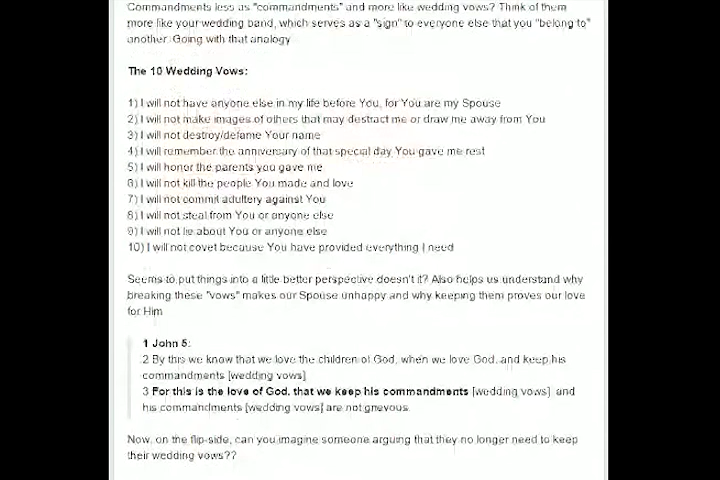 Commandments less as "commandments" and more like wedding vows? Think of them
more like your wedding band, which serves as a "sign" to everyone else that you "belong to"
another. Going with that analogy
The 10 Wedding Vows:
1) I will not have anyone else in my life before You, for You are my Spouse
2) I will not make images of others that may destract me or draw me away from You
3) I will not destroy/defame Your name
4) I will remember the anniversary of that special day You gave me rest
5) I will honor the parents you gave me
6) I will not kill the people You made and love
7) I will not commit adultery against You
8) I will not steal from You or anyone else
9) I will not lie about You or anyone else
10) I will not covet because You have provided everything I need
Seems to put things into a little better perspective doesn't it? Also helps us understand why
breaking these "vows" makes our Spouse unhappy and why keeping them proves our love
for Him
1 John 5:
2 By this we know that we love the children of God, when we love God, and keep his
commandments [wedding vows]
3 For this is the love of God, that we keep his commandments [wedding vows] and
his commandments [wedding vows] are not grievous
Now, on the flip-side, can you imagine someone arguing that they no longer need to keep
their wedding vows??